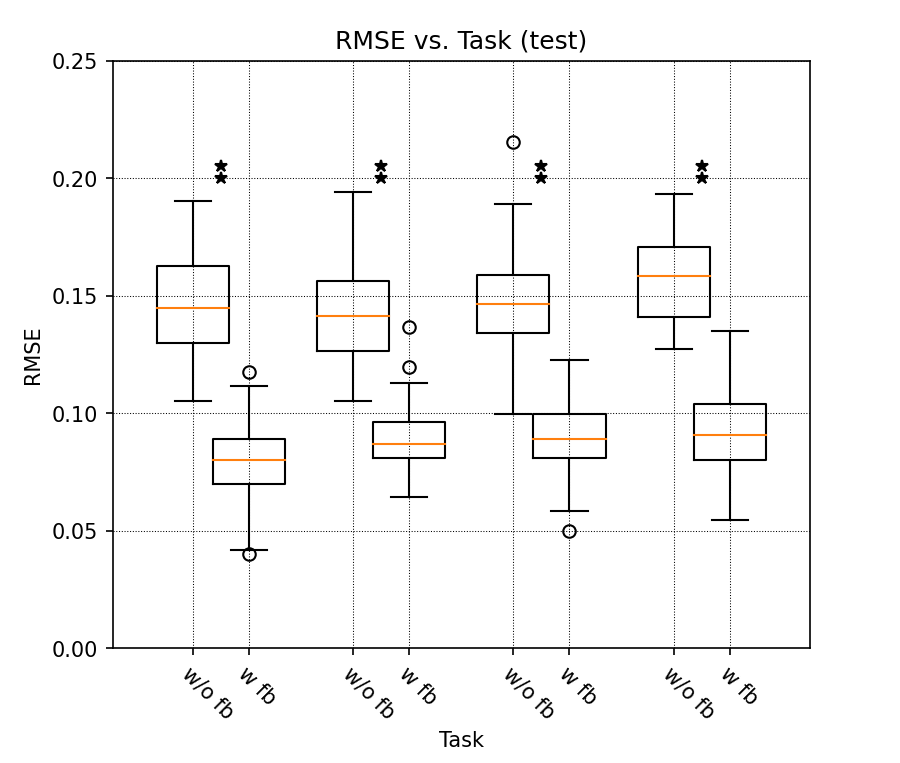 RMSE vs. Task (test)
0.25
0.20
0.15
0.10
0.05
0.00
RMSE
w/o fb
w fb
w/o fb
w fb
w/o fb
w fb
w/o fb
w fb
Task